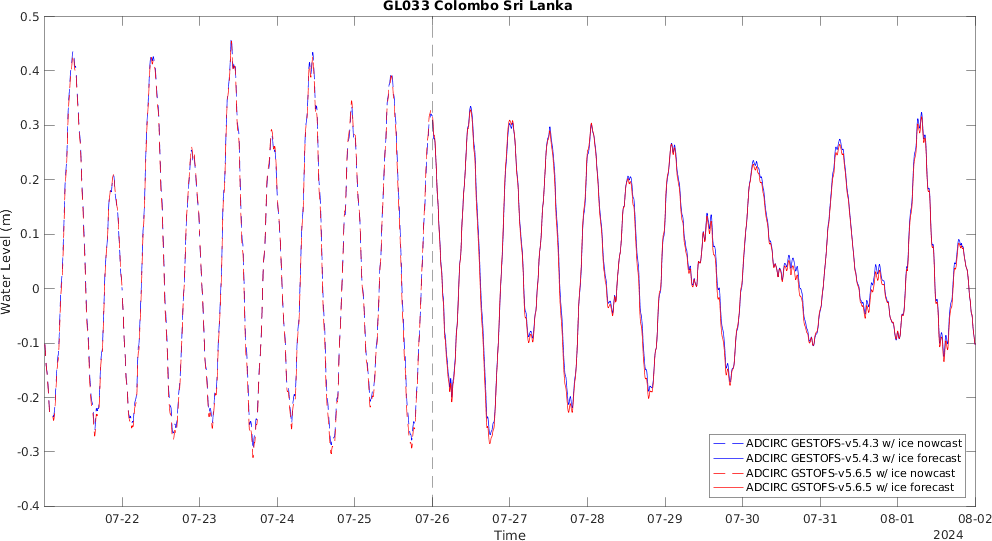 GL033 Colombo Sri Lanka
0.5
0.4
0.3
0.2
0.1
0
-0.1
-0.2
-0.3
-0.4
Water Level (m)
ADCIRC GESTOFS-v5.4.3 w/ ice nowcast
ADCIRC GESTOFS-v5.4.3 w/ ice forecast
ADCIRC GSTOFS-v5.6.5 w/ ice nowcast
ADCIRC GSTOFS-v5.6.5 w/ ice forecast
07-22 07-23 07-24 07-25 07-26 07-27 07-28 07-29 07-30 07-31 08-01 08-02
Time
2024